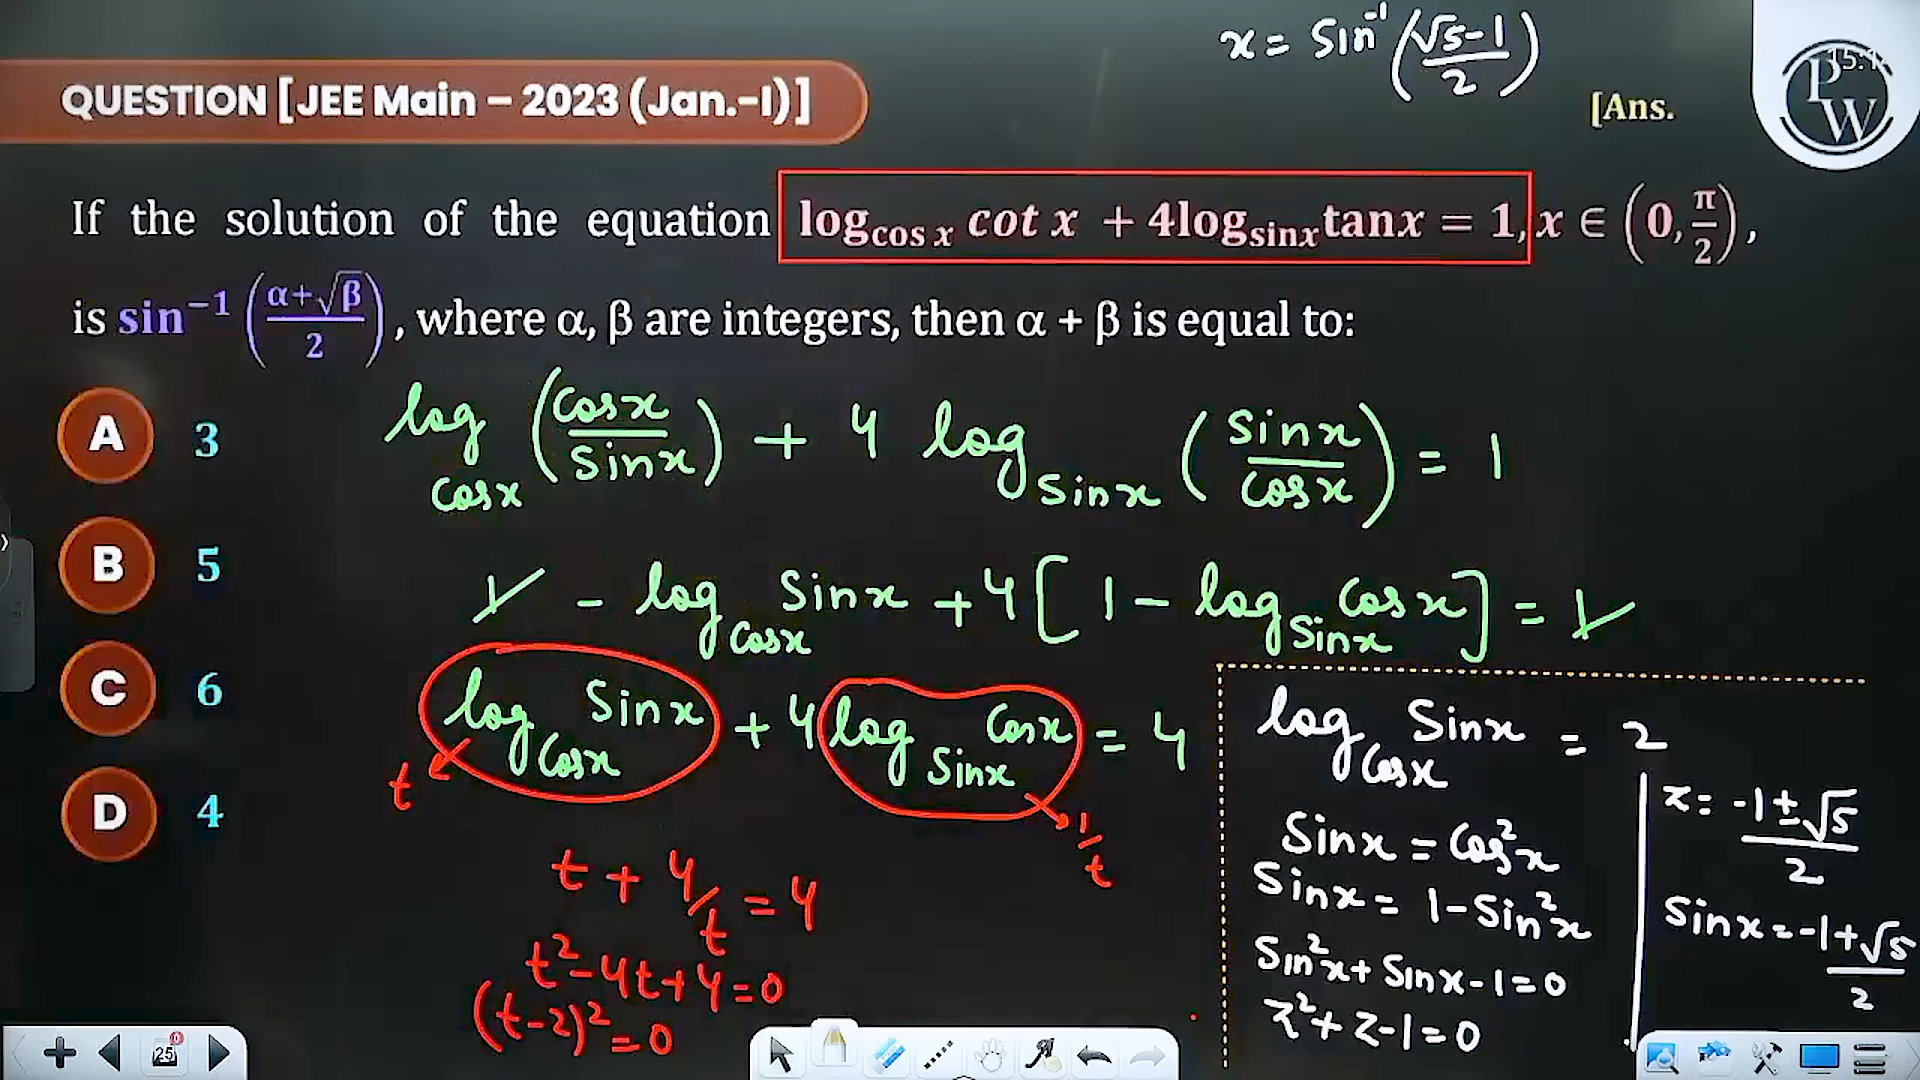 x = Sin⁻¹ ((√5-1)/2)
QUESTION [JEE Main – 2023 (Jan.-I)]
[Ans.
PW
If the solution of the equation log_{cos x} cot x + 4log_{sinx}tanx = 1, x ∈ (0, π/2),
is sin⁻¹ ((α+√β)/2), where α, β are integers, then α + β is equal to:
A 3
B 5
C 6
D 4
log_{Cosx} (Cosx/Sinx) + 4 log_{Sinx} (Sinx/Cosx) = 1
1 - log_{Cosx} Sinx + 4[1 - log_{Sinx} Cosx] = 1
log_{Cosx} Sinx + 4 log_{Sinx} Cosx = 4
t
1/t
t + 4/t = 4
t² - 4t + 4 = 0
(t-2)² = 0
log_{Cosx} Sinx = 2
Sinx = Cos²x
Sinx = 1 - Sin²x
Sin²x + Sinx - 1 = 0
z² + z - 1 = 0
z = (-1±√5)/2
Sinx = (-1+√5)/2
25